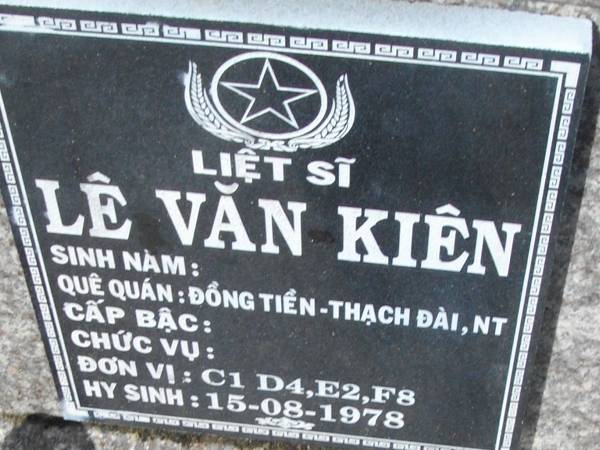 LIỆT SĨ
LÊ VĂN KIÊN
SINH NĂM :
QUÊ QUÁN : ĐỒNG TIẾN - THẠCH ĐÀI , NT
CẤP BẬC :
CHỨC VỤ :
ĐƠN VỊ : C1 D4,E2,F8
HY SINH : 15-08-1978